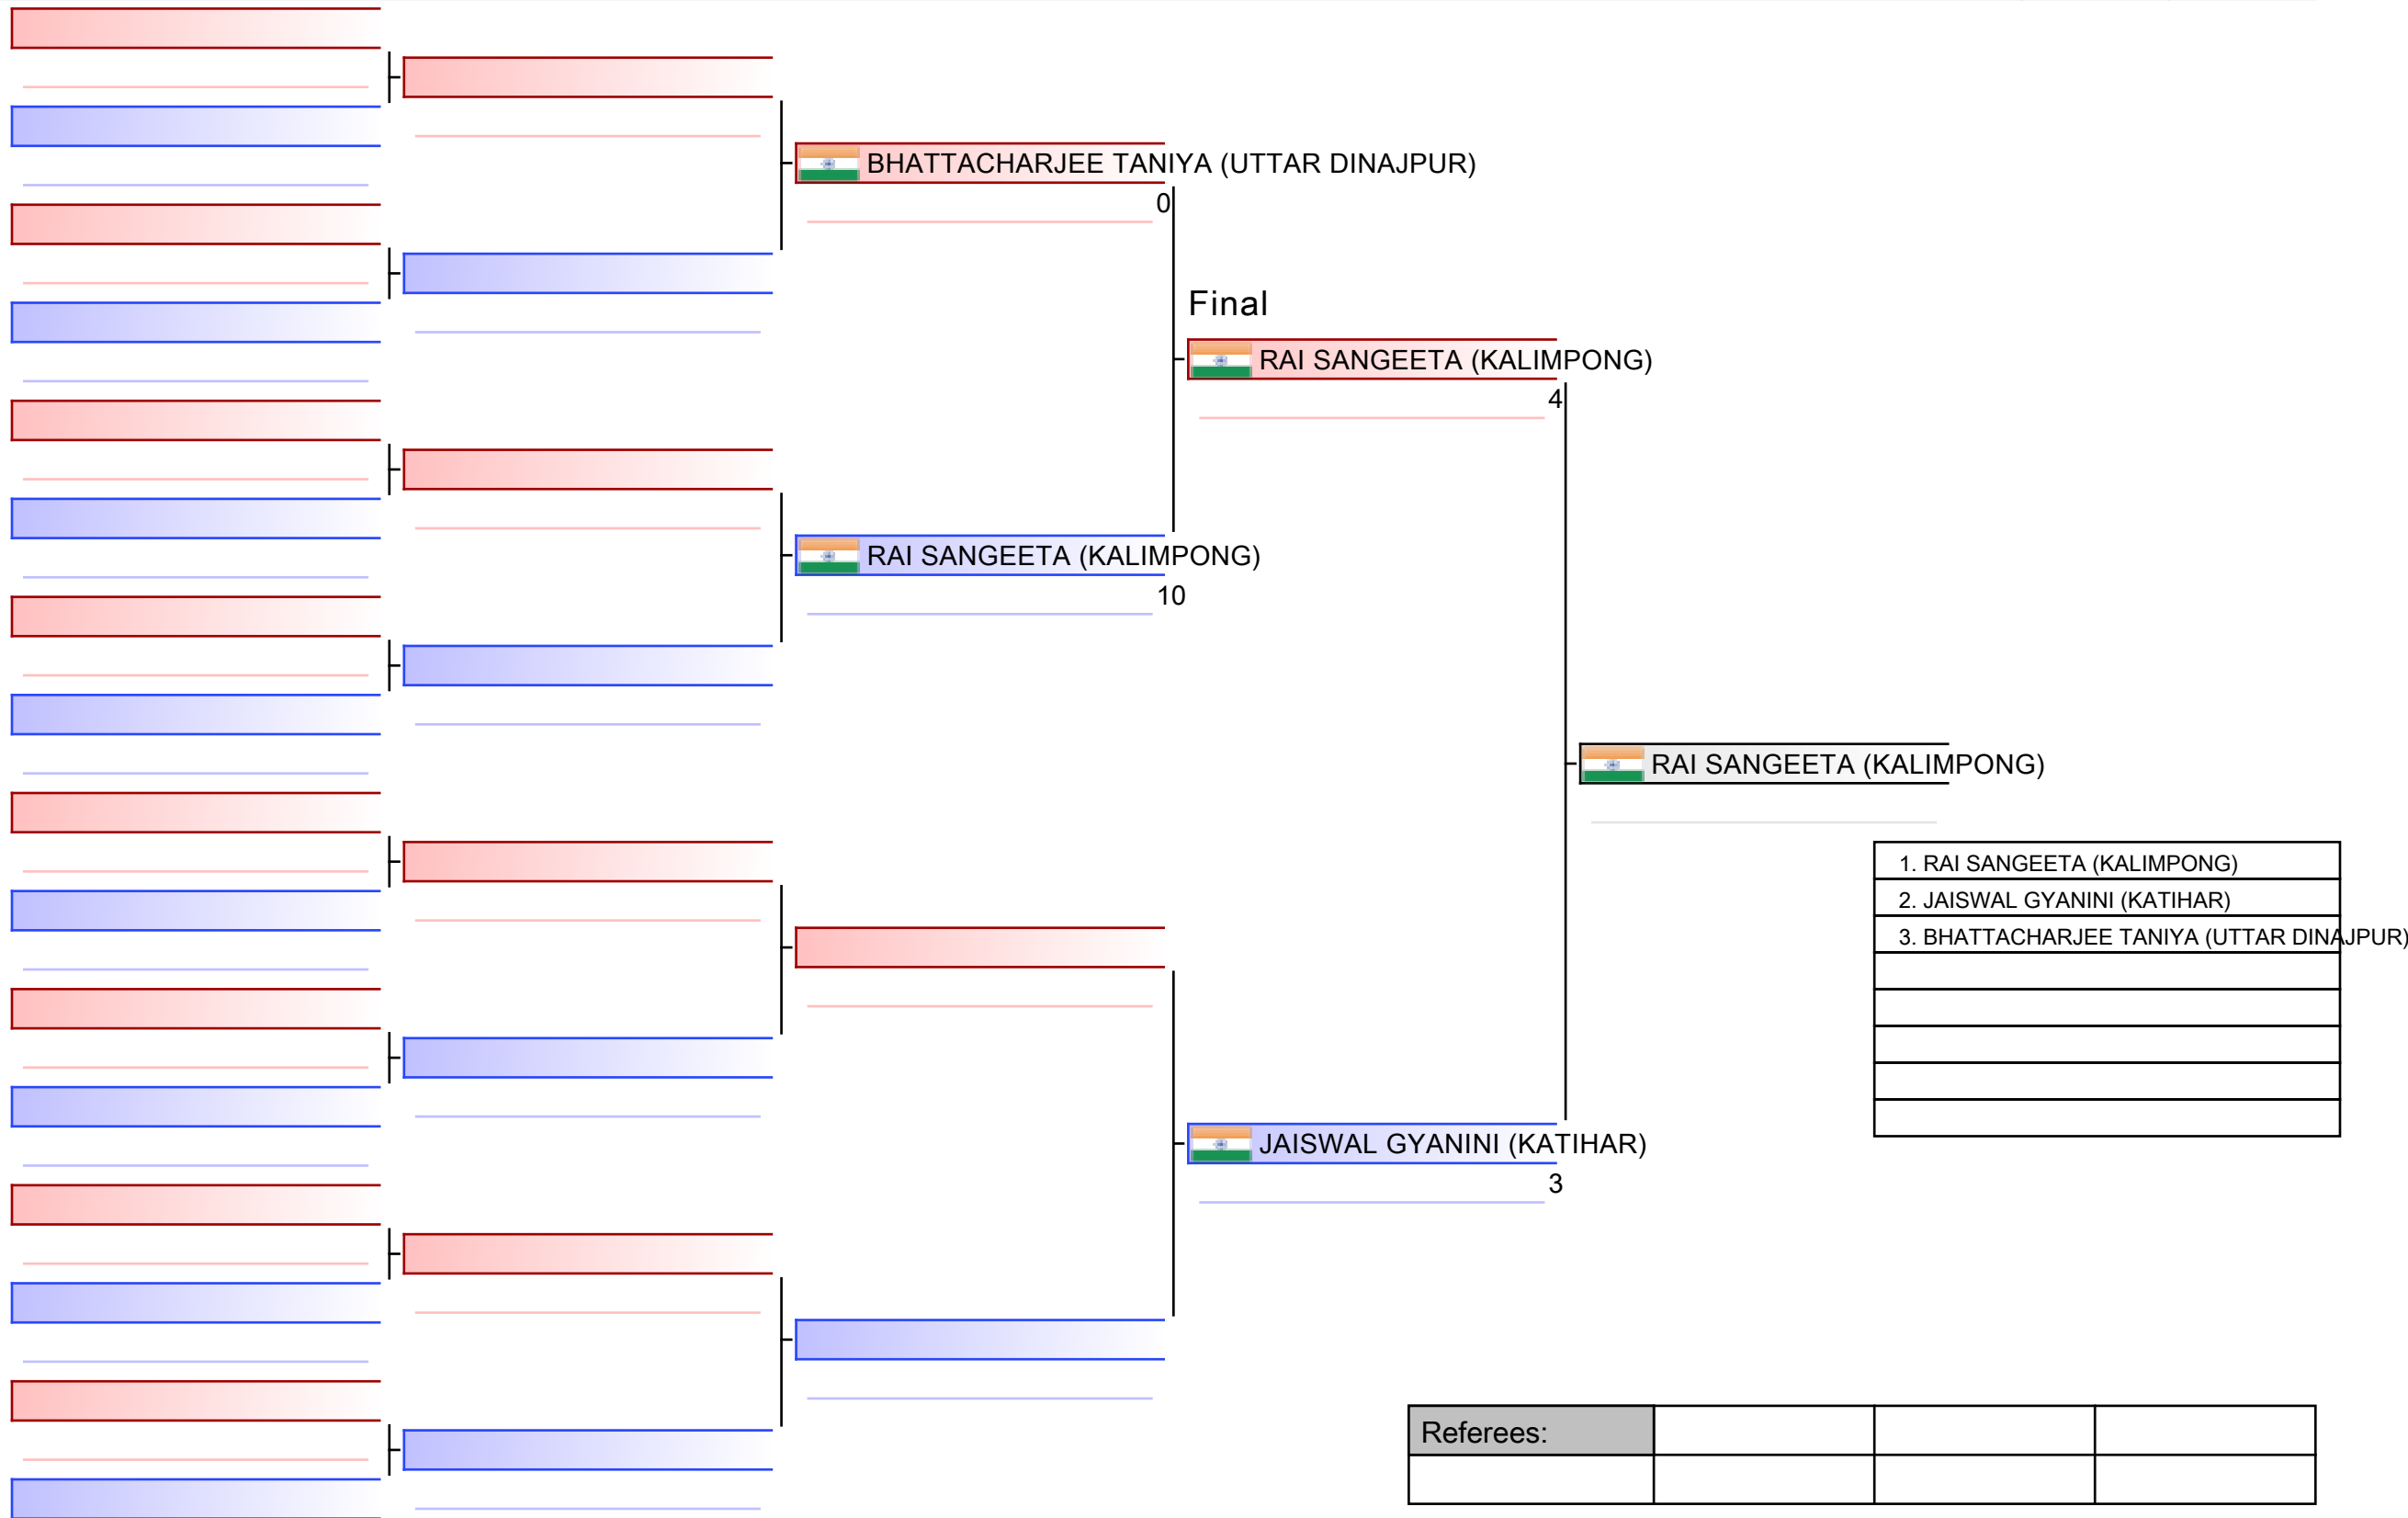 BHATTACHARJEE TANIYA (UTTAR DINAJPUR)
0
Final
RAI SANGEETA (KALIMPONG)
4
RAI SANGEETA (KALIMPONG)
10
RAI SANGEETA (KALIMPONG)
1. RAI SANGEETA (KALIMPONG)
2. JAISWAL GYANINI (KATIHAR)
3. BHATTACHARJEE TANIYA (UTTAR DINAJPUR)
JAISWAL GYANINI (KATIHAR)
3
Referees: